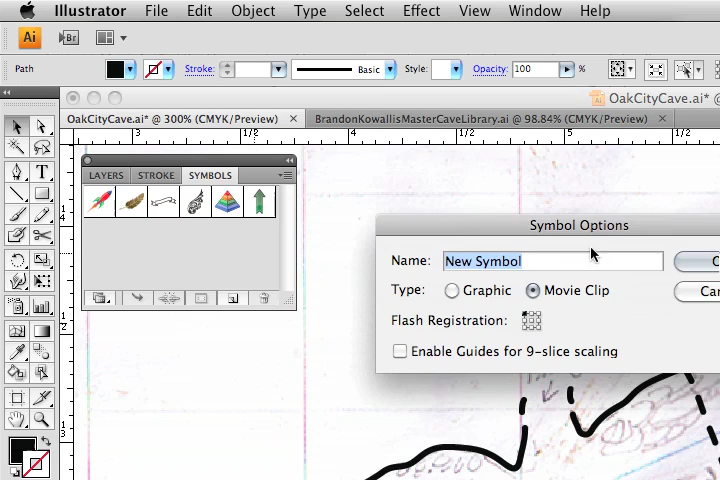 Illustrator File Edit Object Type Select Effect View Window Help
Ai Br
Path Stroke: Basic Style: Opacity: 100 %
OakCityCave.ai*
OakCityCave.ai* @ 300% (CMYK/Preview) BrandonKowallisMasterCaveLibrary.ai @ 98.84% (CMYK/Preview)
3 1/2 4 1/2 5 1/2
LAYERS STROKE SYMBOLS
Symbol Options
Name: New Symbol
Type: Graphic Movie Clip
Flash Registration:
Enable Guides for 9-slice scaling